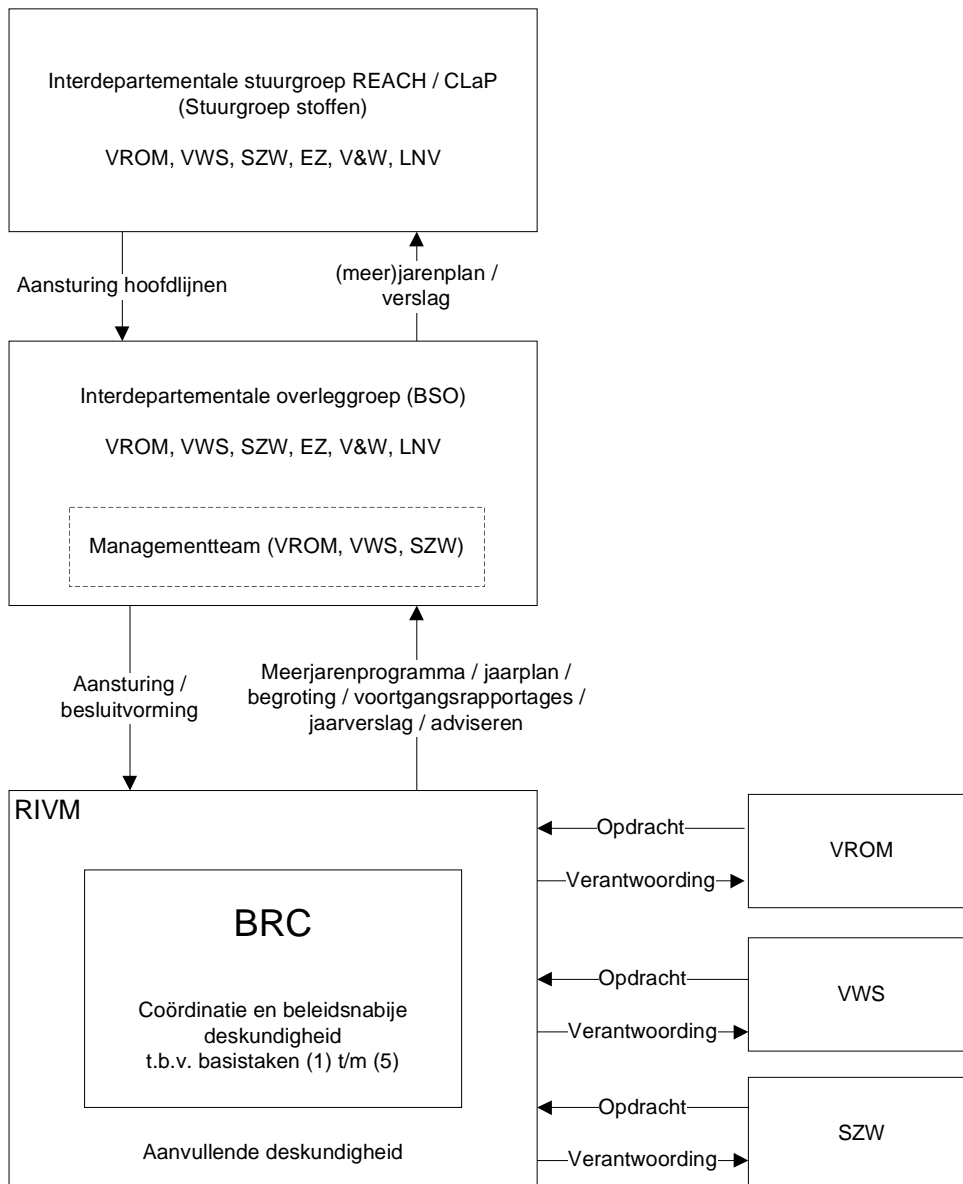 Interdepartementale stuurgroep REACH / CLaP
(Stuurgroep stoffen)
VROM, VWS, SZW, EZ, V&W, LNV
Aansturing hoofdlijnen
(meer)jarenplan /
verslag
Interdepartementale overleggroep (BSO)
VROM, VWS, SZW, EZ, V&W, LNV
Managementteam (VROM, VWS, SZW)
Aansturing /
besluitvorming
Meerjarenprogramma / jaarplan /
begroting / voortgangsrapportages /
jaarverslag / adviseren
RIVM
BRC
Coördinatie en beleidsnabije
deskundigheid
t.b.v. basistaken (1) t/m (5)
Aanvullende deskundigheid
Opdracht
Verantwoording
VROM
Opdracht
Verantwoording
VWS
Opdracht
Verantwoording
SZW